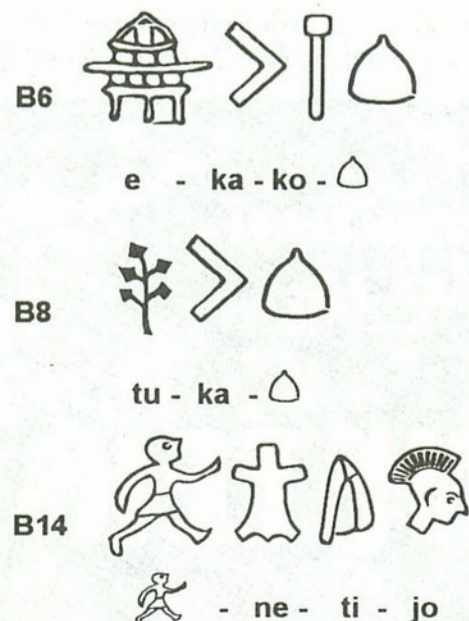 B6
e - ka - ko -
B8
tu - ka -
B14
- ne - ti - jo